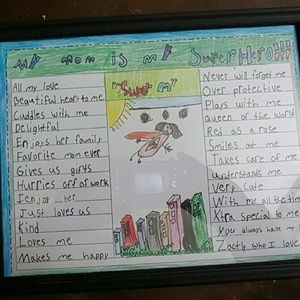 My mom is my SuperHero!!!
All my love
Beautiful hear to me
Cuddles with me
Delightful
Enjoys her family
Favorite mom ever
Gives us gifts
Hurries off of work
I enjoy her
Just loves us
Kind
Loves me
Makes me happy
"Super m"
Never will forget me
Over protective
Plays with me
Queen of the world
Red as a rose
Smiles at me
Takes care of me
Understands me
Very cute
With me all the time
Xtra special to me
You always have my
Zactly who I love